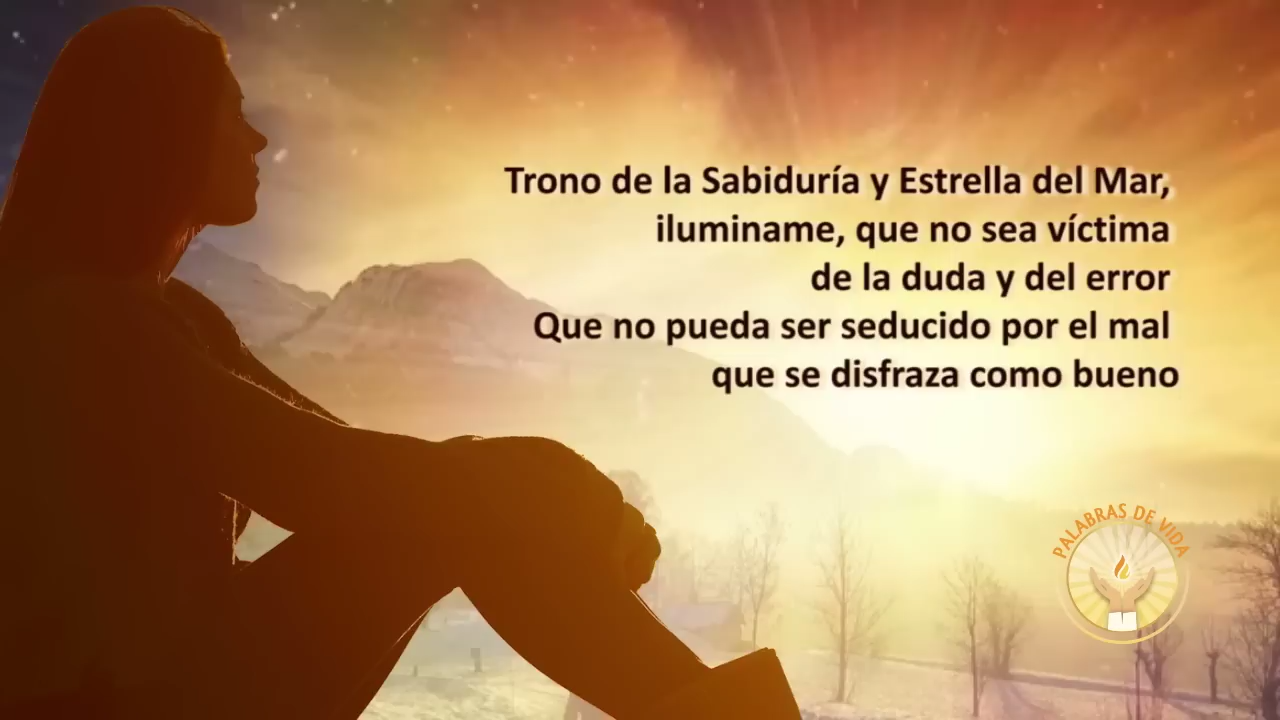 Trono de la Sabiduría y Estrella del Mar,
iluminame, que no sea víctima
de la duda y del error
Que no pueda ser seducido por el mal
que se disfraza como bueno
PALABRAS DE VIDA